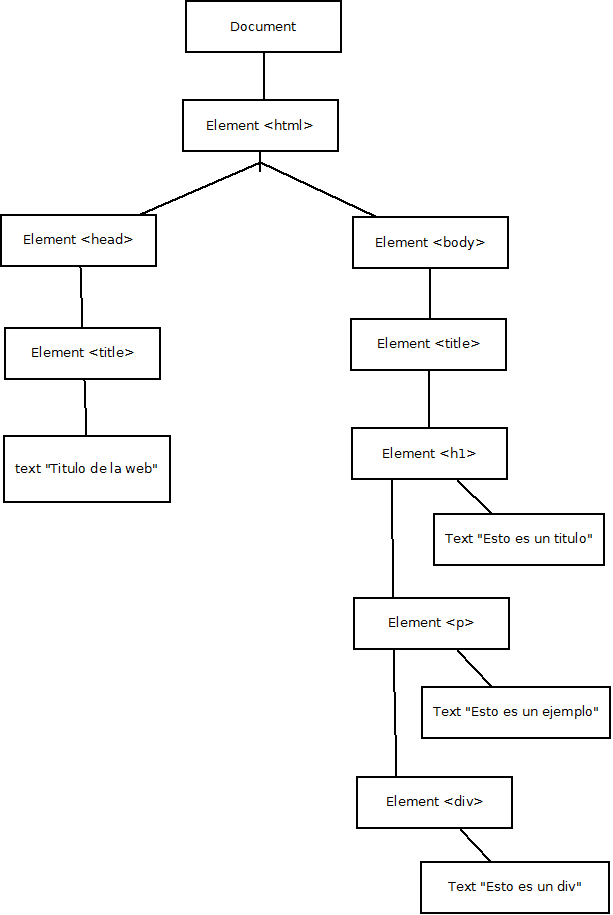 Document
Element <html>
Element <head>
Element <body>
Element <title>
Element <title>
Element <h1>
text "Titulo de la web"
Text "Esto es un titulo"
Element <p>
Text "Esto es un ejemplo"
Element <div>
Text "Esto es un div"